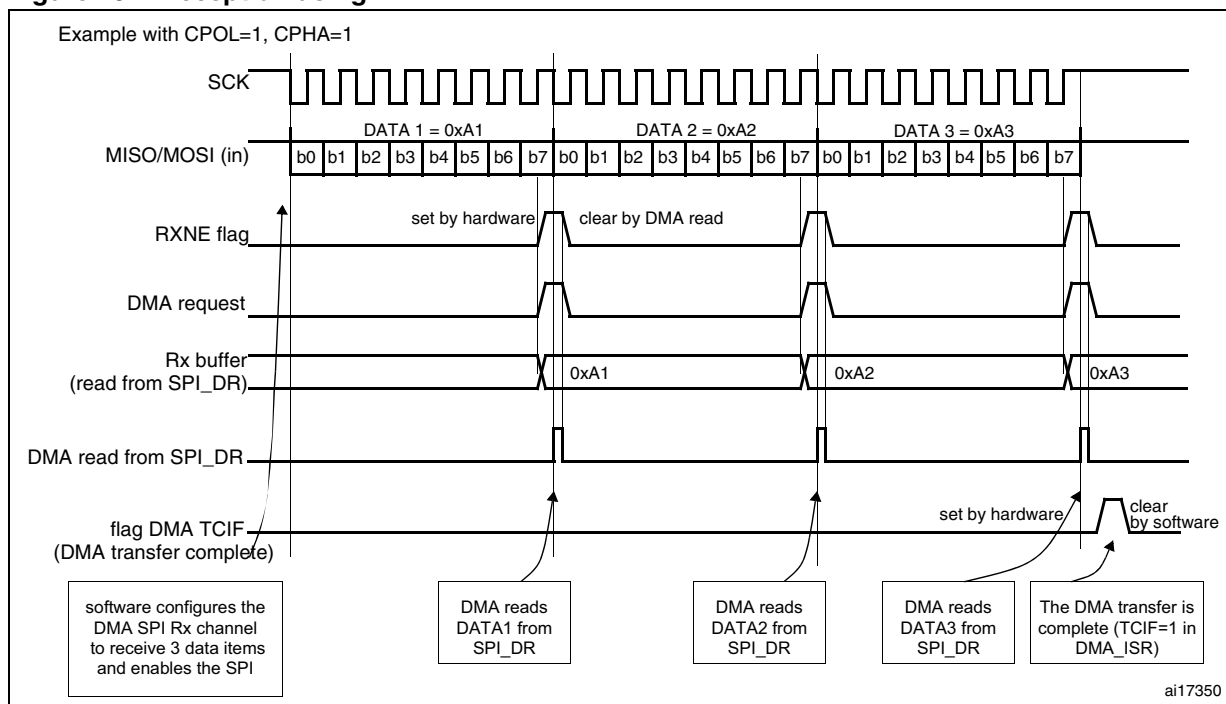 Example with CPOL=1, CPHA=1
SCK
DATA 1 = 0xA1
DATA 2 = 0xA2
DATA 3 = 0xA3
MISO/MOSI (in)
b0 b1 b2 b3 b4 b5 b6 b7 b0 b1 b2 b3 b4 b5 b6 b7 b0 b1 b2 b3 b4 b5 b6 b7
set by hardware
clear by DMA read
RXNE flag
DMA request
Rx buffer
(read from SPI_DR)
0xA1
0xA2
0xA3
DMA read from SPI_DR
flag DMA TCIF
(DMA transfer complete)
set by hardware
clear
by software
software configures the
DMA SPI Rx channel
to receive 3 data items
and enables the SPI
DMA reads
DATA1 from
SPI_DR
DMA reads
DATA2 from
SPI_DR
DMA reads
DATA3 from
SPI_DR
The DMA transfer is
complete (TCIF=1 in
DMA_ISR)
ai17350